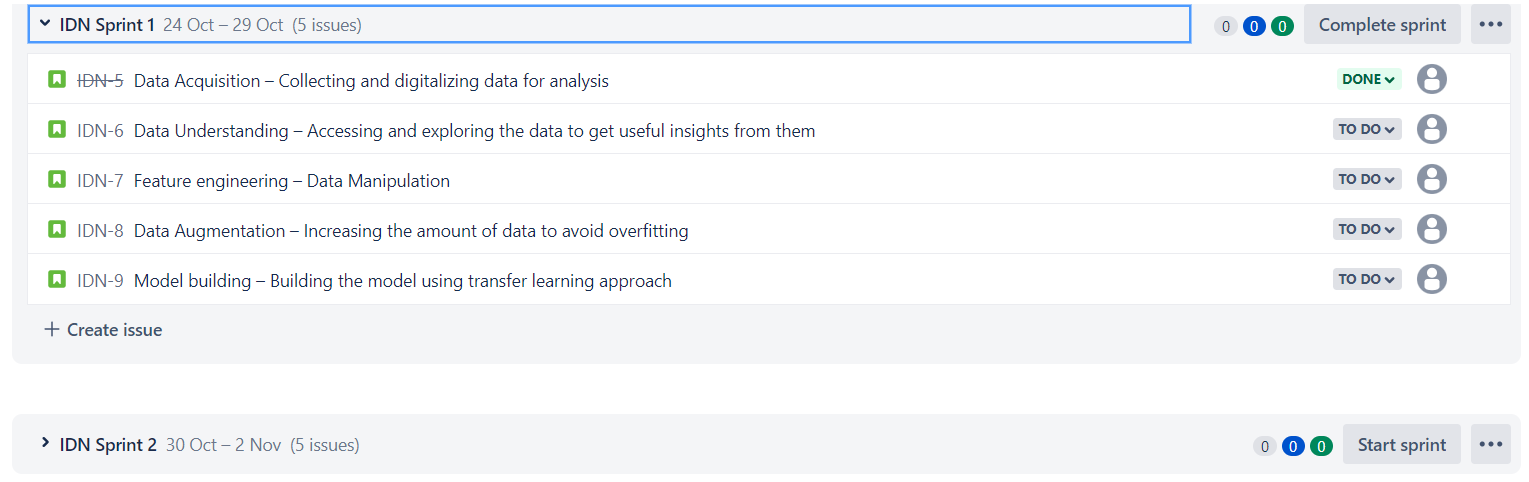 IDN Sprint 1 24 Oct – 29 Oct (5 issues) 0 0 0 Complete sprint
IDN-5 Data Acquisition – Collecting and digitalizing data for analysis DONE
IDN-6 Data Understanding – Accessing and exploring the data to get useful insights from them TO DO
IDN-7 Feature engineering – Data Manipulation TO DO
IDN-8 Data Augmentation – Increasing the amount of data to avoid overfitting TO DO
IDN-9 Model building – Building the model using transfer learning approach TO DO
Create issue
IDN Sprint 2 30 Oct – 2 Nov (5 issues) 0 0 0 Start sprint